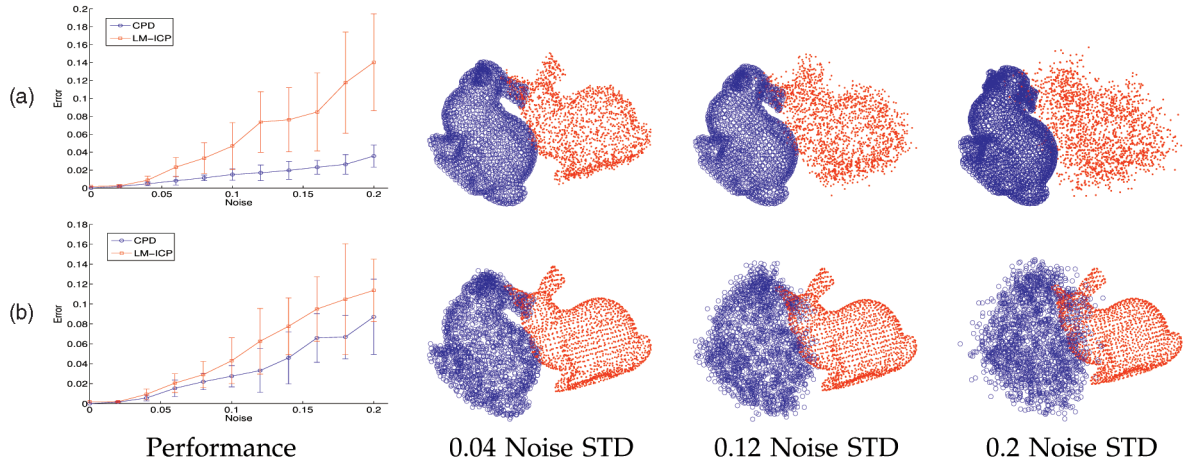 (a)
0.2
0.18
0.16
0.14
0.12
0.1
0.08
0.06
0.04
0.02
0
Error
CPD
LM-ICP
0 0.05 0.1 0.15 0.2
Noise
(b)
0.18
0.16
0.14
0.12
0.1
0.08
0.06
0.04
0.02
0
Error
CPD
LM-ICP
0 0.05 0.1 0.15 0.2
Noise
Performance 0.04 Noise STD 0.12 Noise STD 0.2 Noise STD